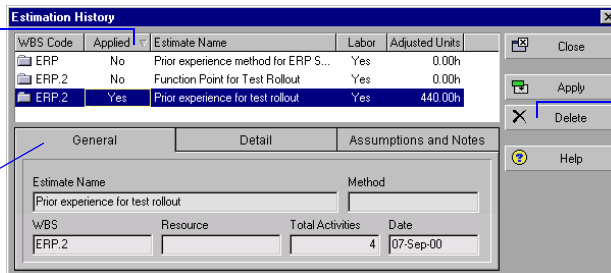 Estimation History
WBS Code Applied Estimate Name Labor Adjusted Units
ERP No Prior experience method for ERP S... Yes 0.00h
ERP.2 No Function Point for Test Rollout Yes 0.00h
ERP.2 Yes Prior experience for test rollout Yes 440.00h
Close
Apply
Delete
Help
General Detail Assumptions and Notes
Estimate Name Method
Prior experience for test rollout
WBS Resource Total Activities Date
ERP.2 4 07-Sep-00